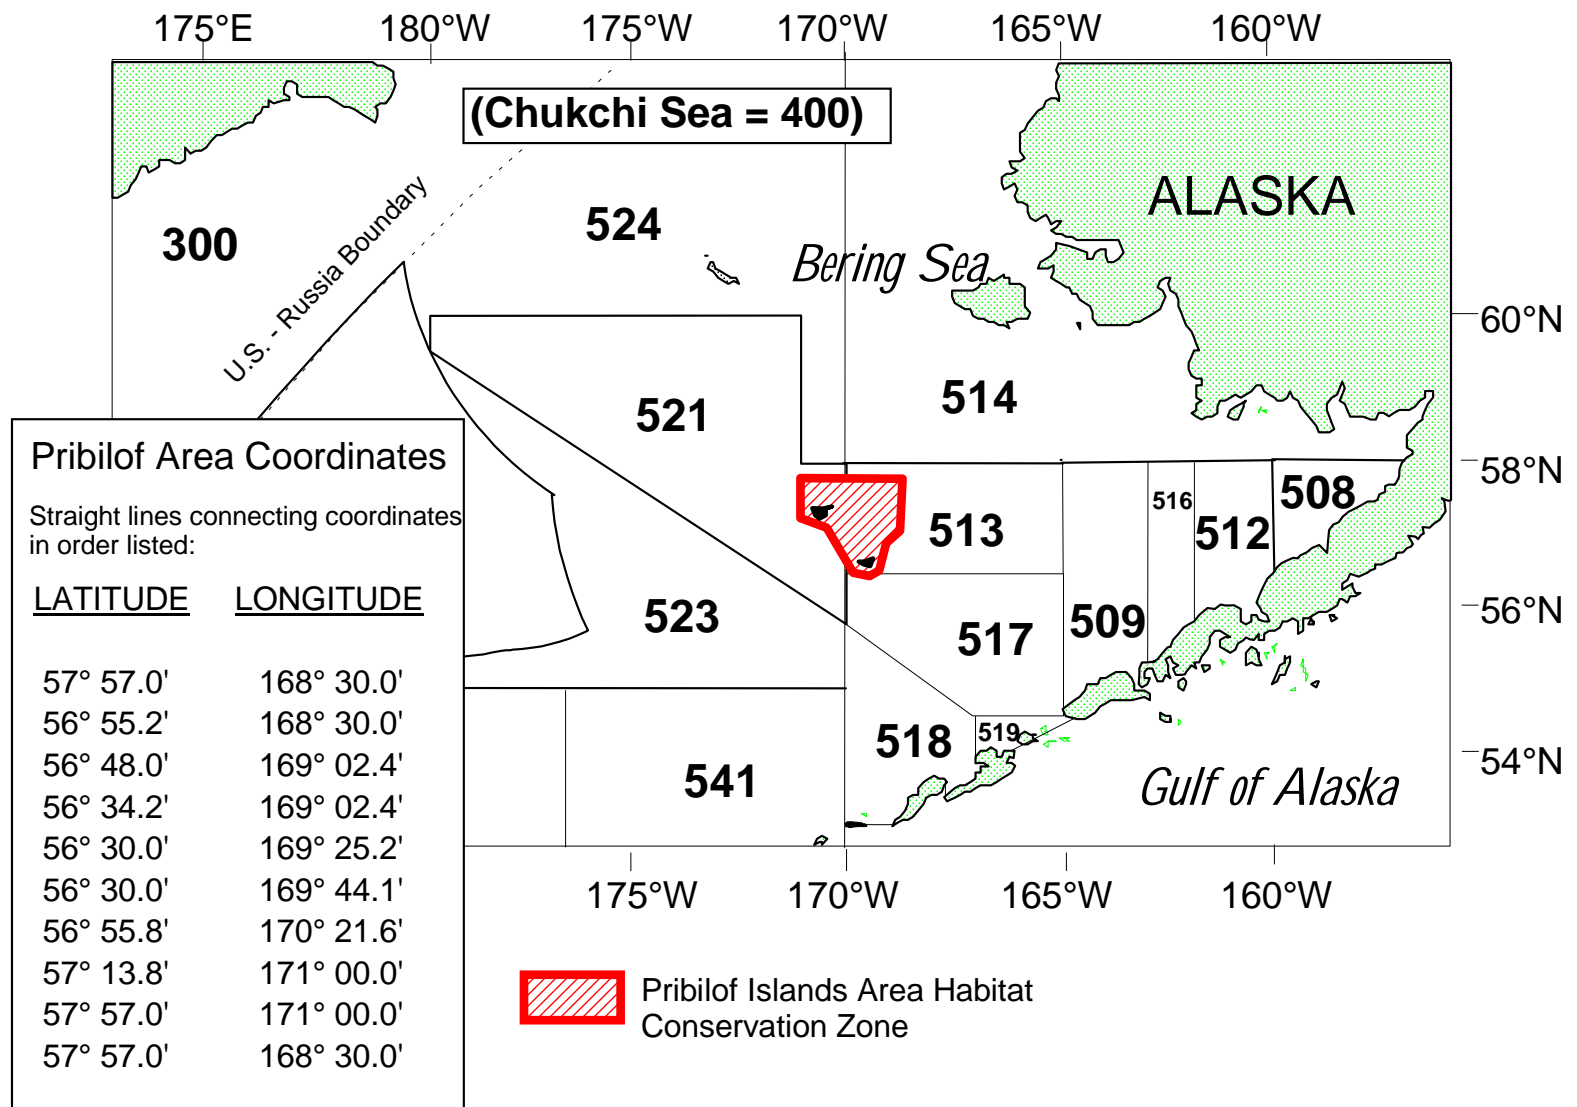 175°E 180°W 175°W 170°W 165°W 160°W
(Chukchi Sea = 400)
ALASKA
300
524
U.S. - Russia Boundary
Bering Sea
60°N
521
514
58°N
508
516
512
513
56°N
523
517
509
518
519
54°N
541
Gulf of Alaska
175°W 170°W 165°W 160°W
Pribilof Area Coordinates
Straight lines connecting coordinates
in order listed:
LATITUDE LONGITUDE
57° 57.0' 168° 30.0'
56° 55.2' 168° 30.0'
56° 48.0' 169° 02.4'
56° 34.2' 169° 02.4'
56° 30.0' 169° 25.2'
56° 30.0' 169° 44.1'
56° 55.8' 170° 21.6'
57° 13.8' 171° 00.0'
57° 57.0' 171° 00.0'
57° 57.0' 168° 30.0'
Pribilof Islands Area Habitat
Conservation Zone